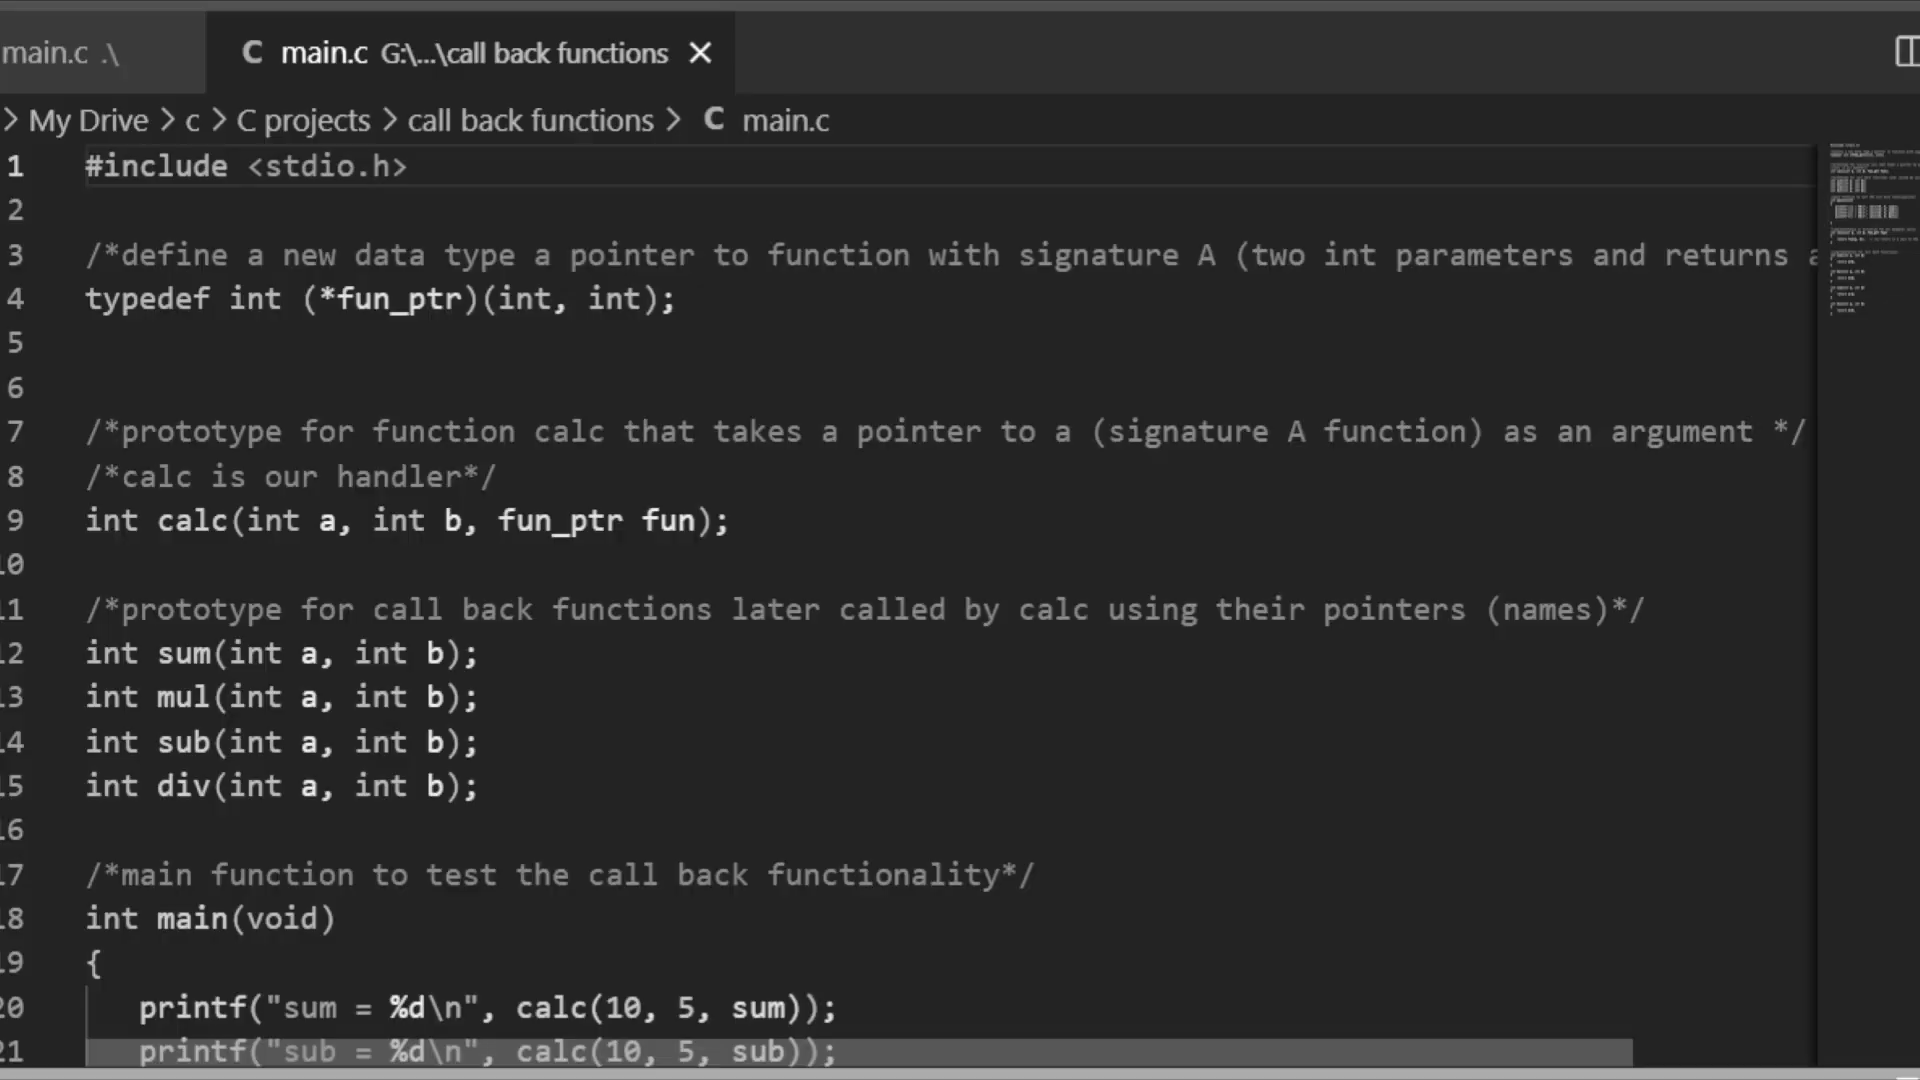 main.c .\
C main.c G:\...\call back functions ×
> My Drive > c > C projects > call back functions > C main.c
1 #include <stdio.h>
2
3 /*define a new data type a pointer to function with signature A (two int parameters and returns
4 typedef int (*fun_ptr)(int, int);
5
6
7 /*prototype for function calc that takes a pointer to a (signature A function) as an argument */
8 /*calc is our handler*/
9 int calc(int a, int b, fun_ptr fun);
10
11 /*prototype for call back functions later called by calc using their pointers (names)*/
12 int sum(int a, int b);
13 int mul(int a, int b);
14 int sub(int a, int b);
15 int div(int a, int b);
16
17 /*main function to test the call back functionality*/
18 int main(void)
19 {
20 printf("sum = %d\n", calc(10, 5, sum));
21 printf("sub = %d\n", calc(10, 5, sub));